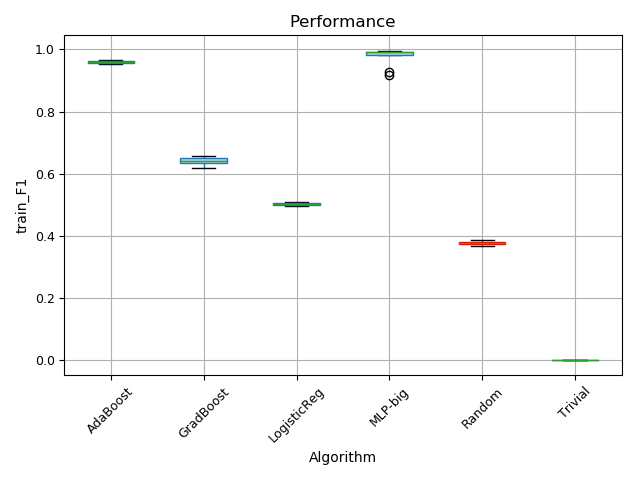 Performance
train_F1
1.0
0.8
0.6
0.4
0.2
0.0
AdaBoost
GradBoost
LogisticReg
MLP-big
Random
Trivial
Algorithm